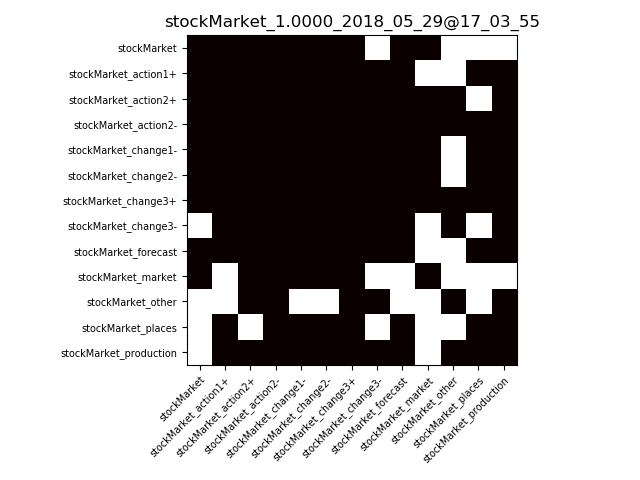 stockMarket_1.0000_2018_05_29@17_03_55
stockMarket
stockMarket_action1+
stockMarket_action2+
stockMarket_action2-
stockMarket_change1-
stockMarket_change2-
stockMarket_change3+
stockMarket_change3-
stockMarket_forecast
stockMarket_market
stockMarket_other
stockMarket_places
stockMarket_production
stockMarket
stockMarket_action1+
stockMarket_action2+
stockMarket_action2-
stockMarket_change1-
stockMarket_change2-
stockMarket_change3+
stockMarket_change3-
stockMarket_forecast
stockMarket_market
stockMarket_other
stockMarket_places
stockMarket_production